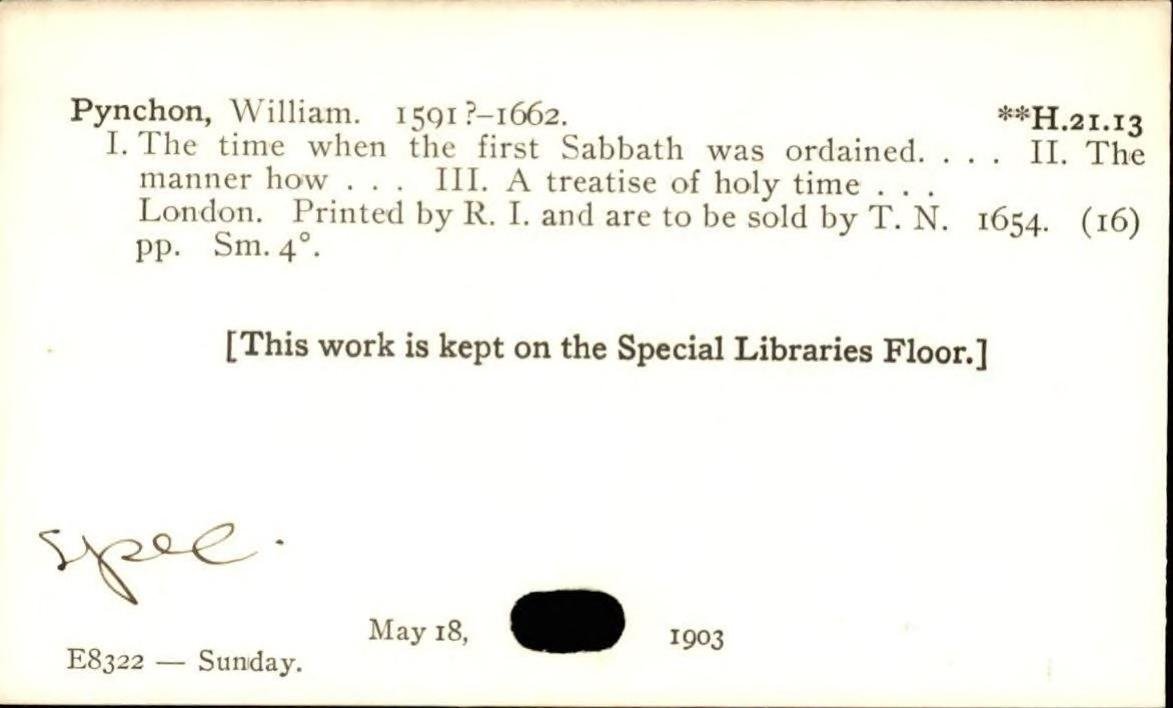 Pynchon, William. 1591?–1662. **H.21.13
I. The time when the first Sabbath was ordained. . . . II. The
manner how . . . III. A treatise of holy time . . .
London. Printed by R. I. and are to be sold by T. N. 1654. (16)
pp. Sm. 4°.
[This work is kept on the Special Libraries Floor.]
spec.
May 18, 1903
E8322 — Sunday.